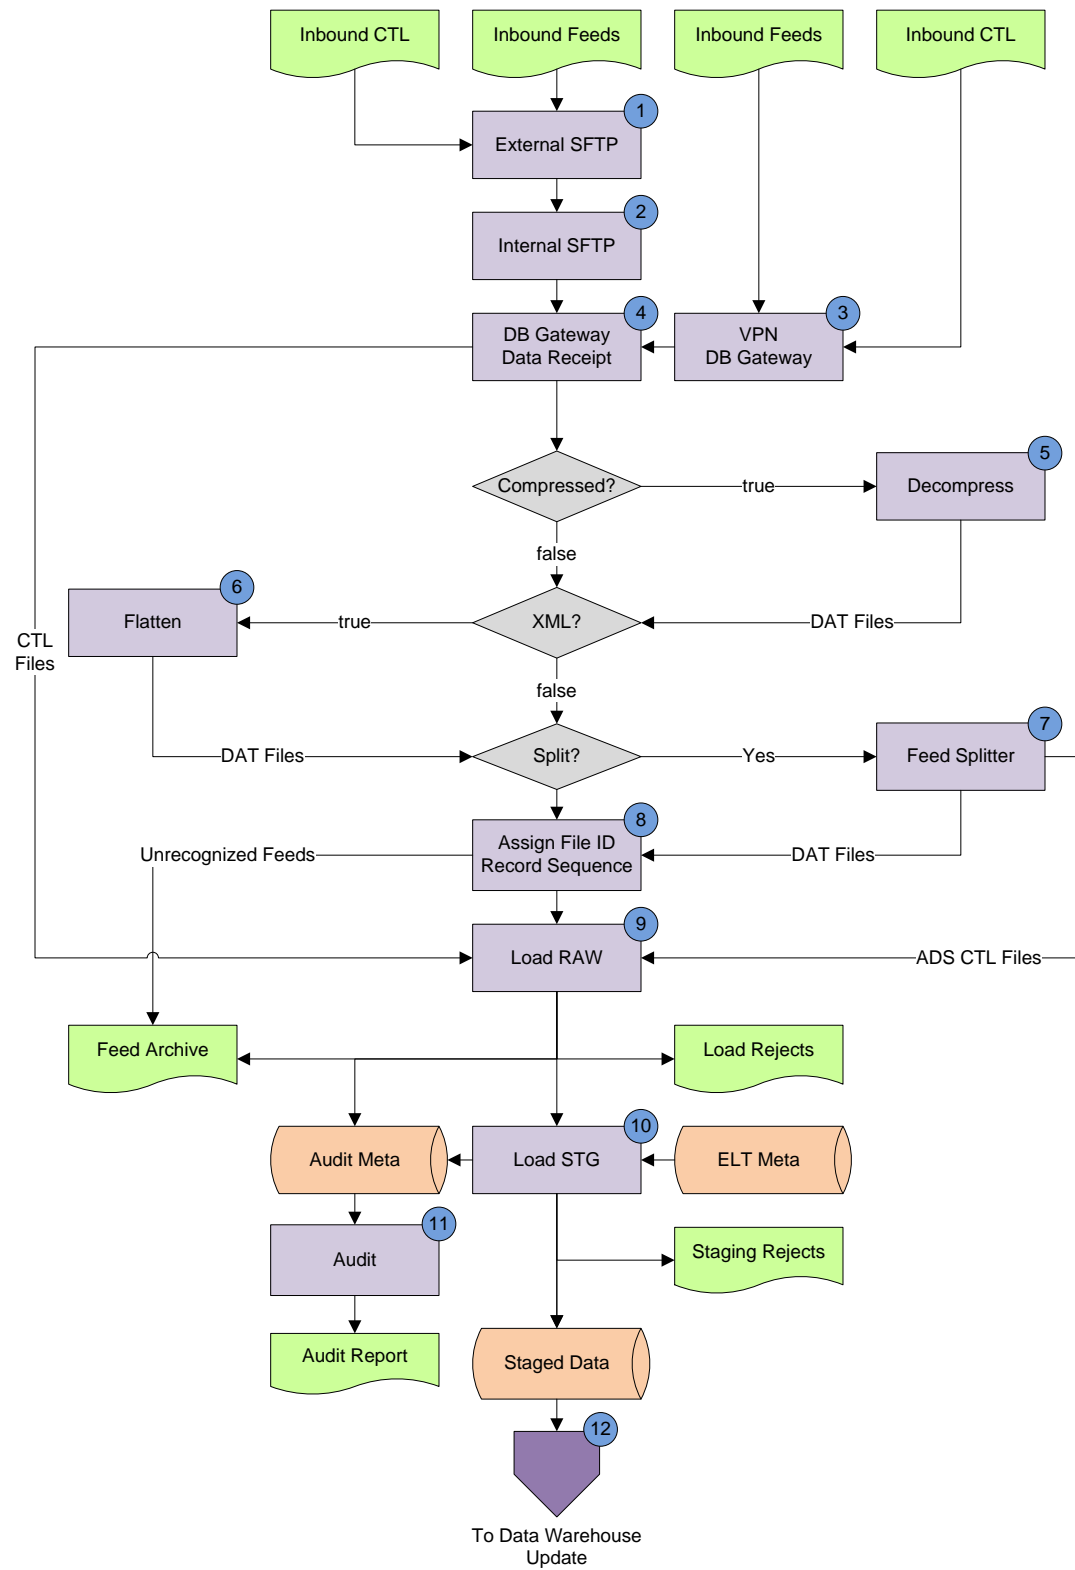 Inbound CTL
Inbound Feeds
Inbound Feeds
Inbound CTL
1
External SFTP
2
Internal SFTP
4
DB Gateway
Data Receipt
3
VPN
DB Gateway
Compressed?
true
5
Decompress
false
6
Flatten
true
XML?
DAT Files
CTL
Files
false
DAT Files
Split?
Yes
7
Feed Splitter
8
Assign File ID
Record Sequence
Unrecognized Feeds
DAT Files
9
Load RAW
ADS CTL Files
Feed Archive
Load Rejects
Audit Meta
10
Load STG
ELT Meta
11
Audit
Staging Rejects
Audit Report
Staged Data
12
To Data Warehouse
Update